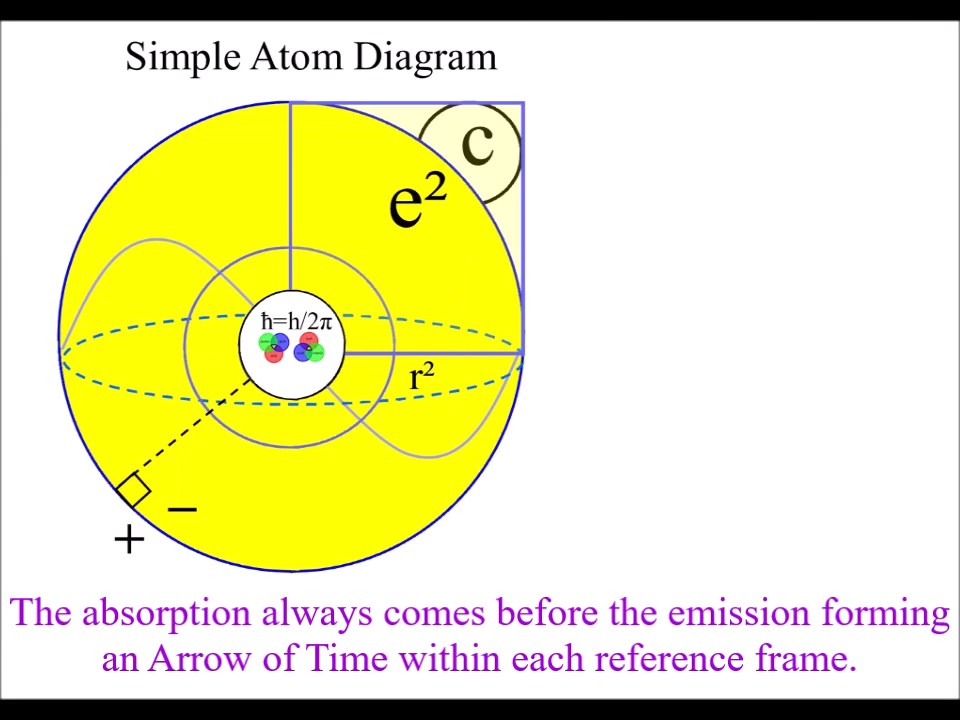 Simple Atom Diagram
c
e²
ħ=h/2π
r²
−
+
The absorption always comes before the emission forming
an Arrow of Time within each reference frame.